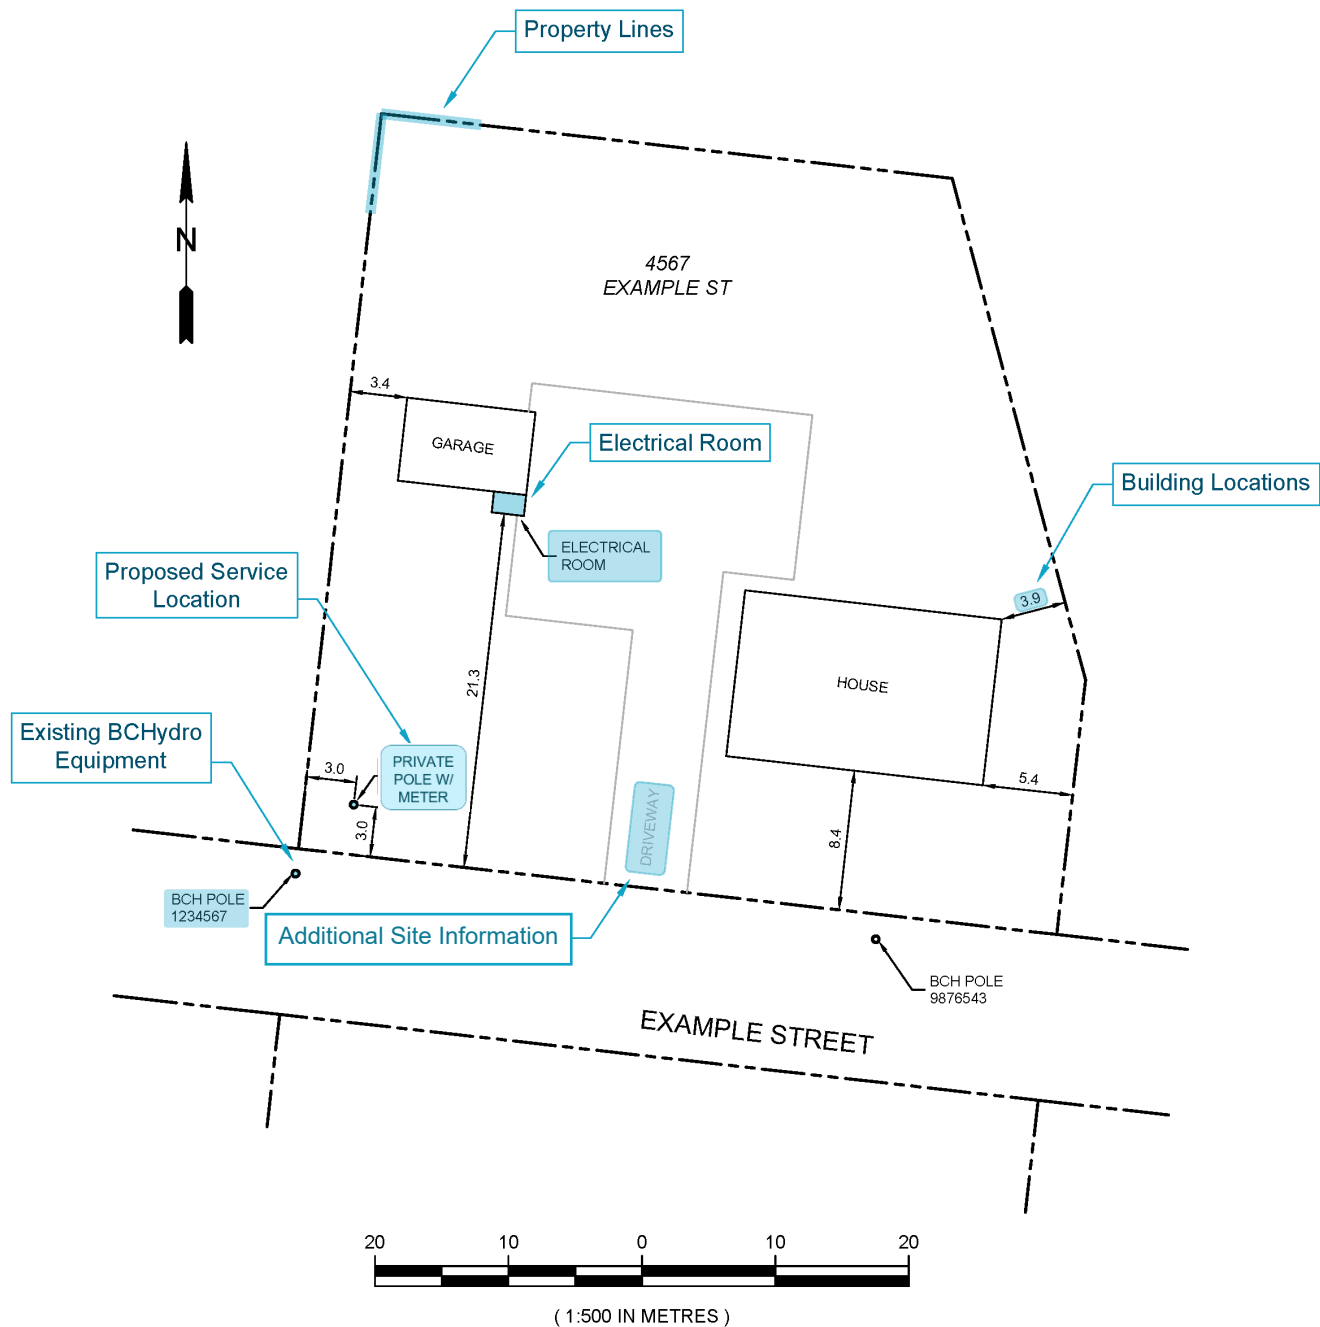 Property Lines
N
4567
EXAMPLE ST
3.4
GARAGE
Electrical Room
Building Locations
ELECTRICAL
ROOM
Proposed Service
Location
3.9
21.3
HOUSE
Existing BCHydro
Equipment
PRIVATE
POLE W/
METER
3.0
5.4
3.0
DRIVEWAY
8.4
BCH POLE
1234567
Additional Site Information
BCH POLE
9876543
EXAMPLE STREET
20 10 0 10 20
( 1:500 IN METRES )